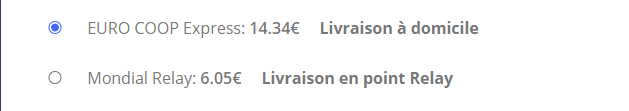 EURO COOP Express: 14.34€ Livraison à domicile
Mondial Relay: 6.05€ Livraison en point Relay